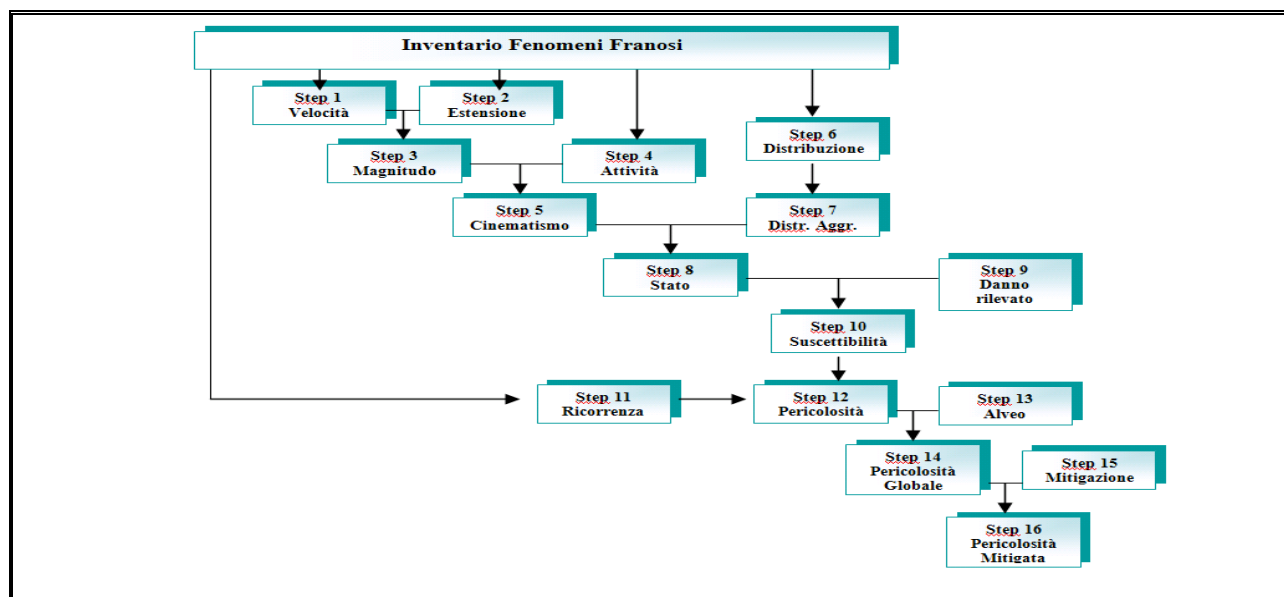 Inventario Fenomeni Franosi
Step 1
Velocità
Step 2
Estensione
Step 3
Magnitudo
Step 4
Attività
Step 6
Distribuzione
Step 5
Cinematismo
Step 7
Distr. Aggr.
Step 8
Stato
Step 9
Danno
rilevato
Step 10
Suscettibilità
Step 11
Ricorrenza
Step 12
Pericolosità
Step 13
Alveo
Step 14
Pericolosità
Globale
Step 15
Mitigazione
Step 16
Pericolosità
Mitigata